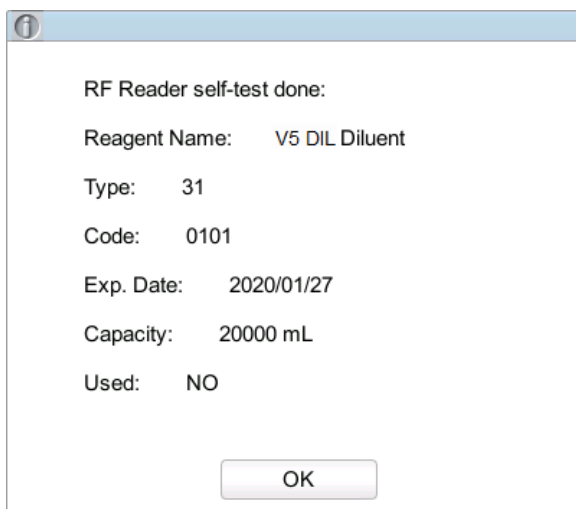 RF Reader self-test done:
Reagent Name: V5 DIL Diluent
Type: 31
Code: 0101
Exp. Date: 2020/01/27
Capacity: 20000 mL
Used: NO
OK